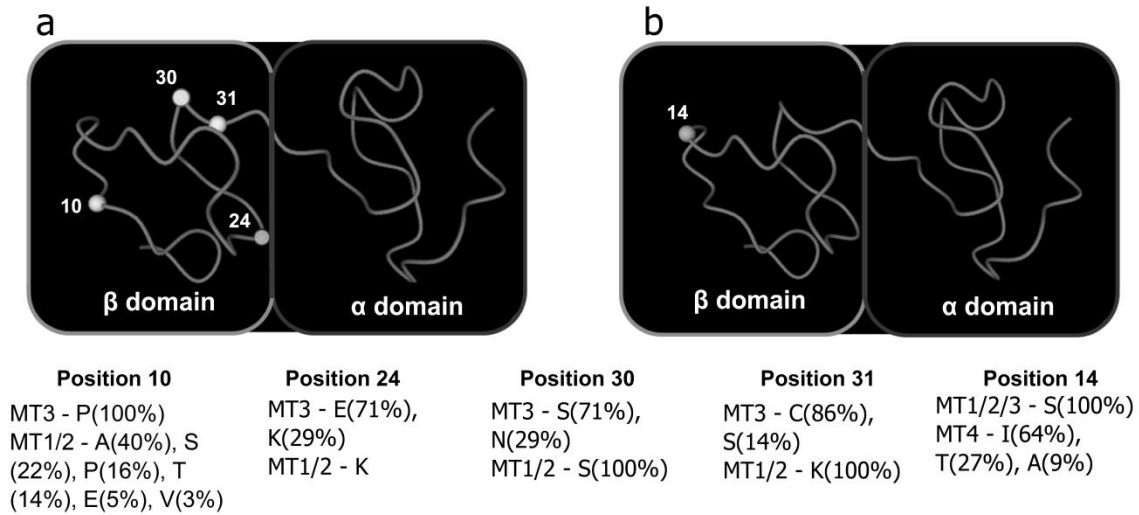 a
b
30
31
10
24
14
β domain
α domain
β domain
α domain
Position 10
MT3 - P(100%)
MT1/2 - A(40%), S
(22%), P(16%), T
(14%), E(5%), V(3%)
Position 24
MT3 - E(71%),
K(29%)
MT1/2 - K
Position 30
MT3 - S(71%),
N(29%)
MT1/2 - S(100%)
Position 31
MT3 - C(86%),
S(14%)
MT1/2 - K(100%)
Position 14
MT1/2/3 - S(100%)
MT4 - I(64%),
T(27%), A(9%)